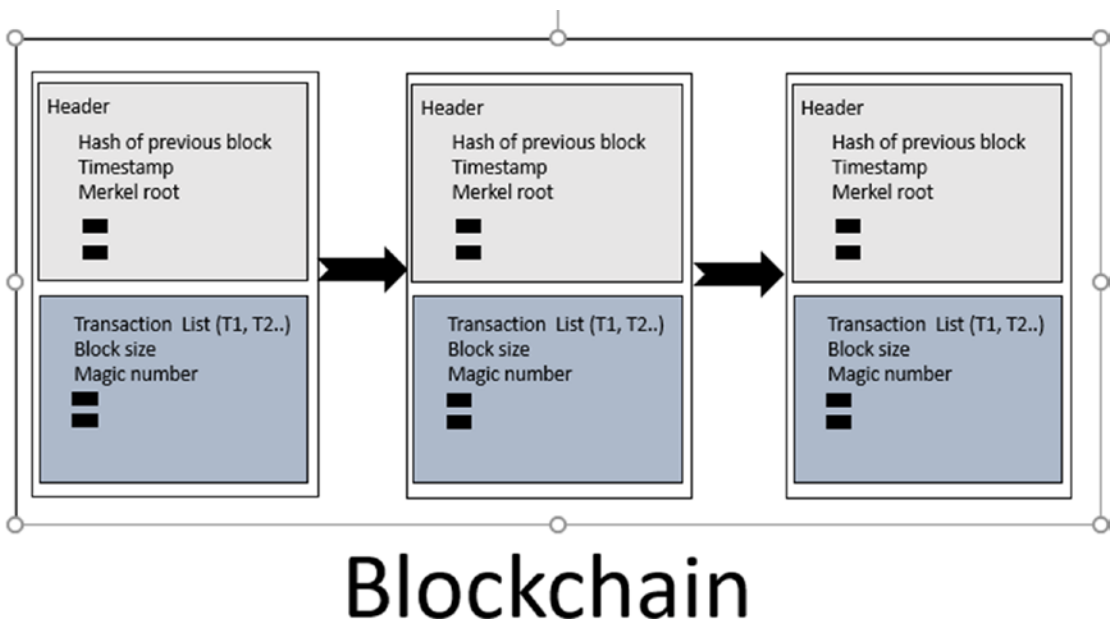 Header
Hash of previous block
Timestamp
Merkel root
Transaction List (T1, T2..)
Block size
Magic number
Header
Hash of previous block
Timestamp
Merkel root
Transaction List (T1, T2..)
Block size
Magic number
Header
Hash of previous block
Timestamp
Merkel root
Transaction List (T1, T2..)
Block size
Magic number
Blockchain